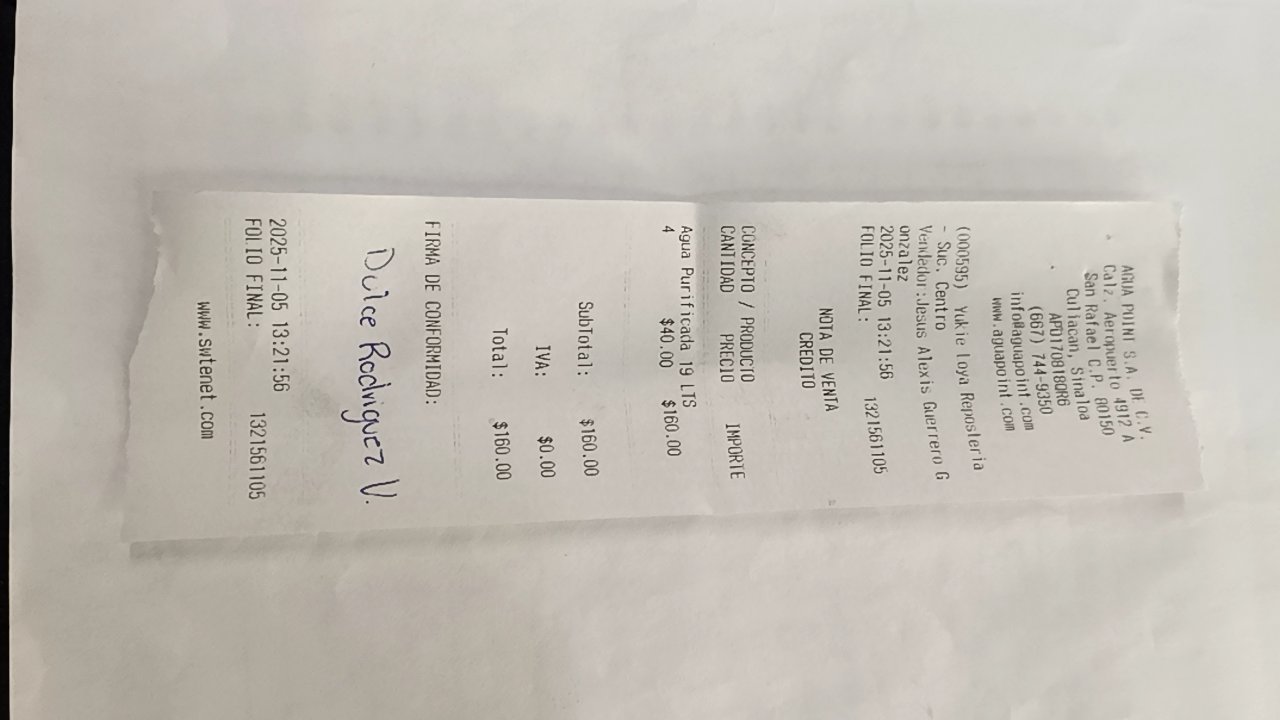 AGUA POINT S.A. DE C.V.
Calz. Aeropuerto 4912 A
San Rafael C.P. 80150
Culiacan, Sinaloa
APO170818QR6
(667) 744-9350
info@aguapoint.com
www.aguapoint.com
(000595) Yukie Loya Reposteria
- Suc. Centro
Vendedor:Jesus Alexis Guerrero G
onzalez
2025-11-05 13:21:56
FOLIO FINAL: 1321561105
NOTA DE VENTA
CREDITO
CONCEPTO / PRODUCTO
CANTIDAD PRECIO IMPORTE
Agua Purificada 19 LTS
4 $40.00 $160.00
SubTotal: $160.00
IVA: $0.00
Total: $160.00
FIRMA DE CONFORMIDAD:
Dulce Rodriguez V.
2025-11-05 13:21:56
FOLIO FINAL: 1321561105
www.swtenet.com